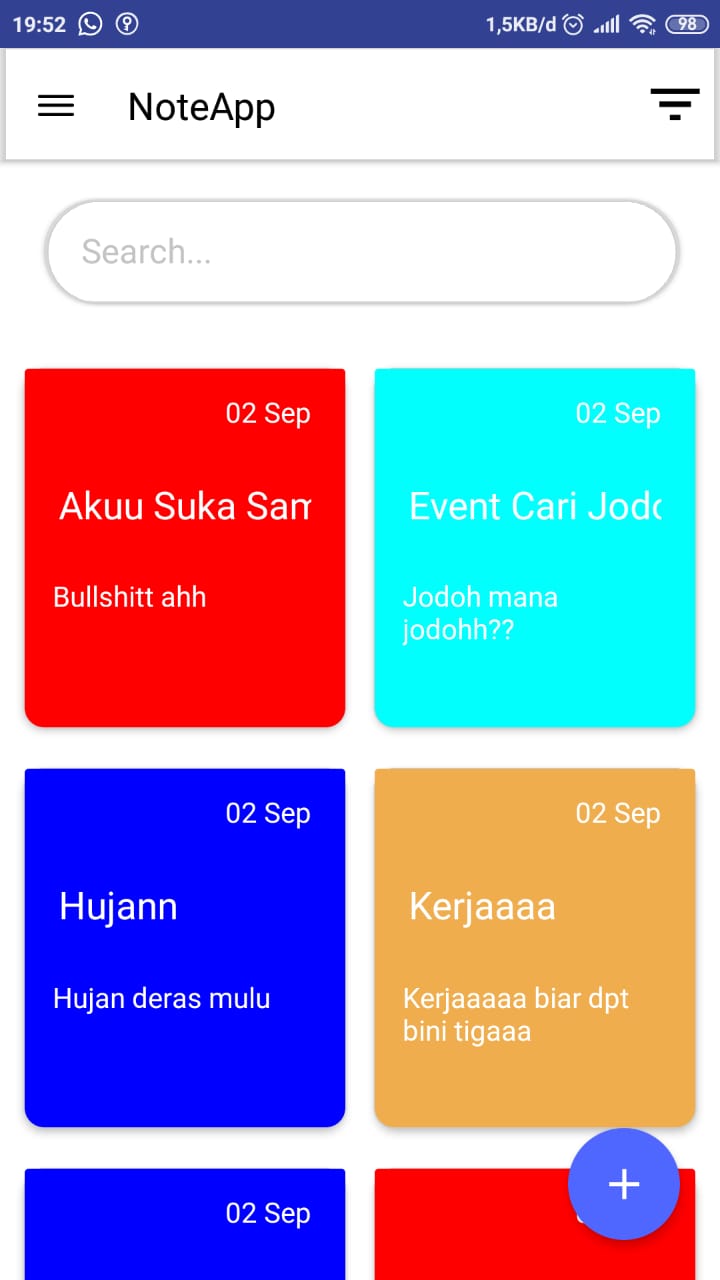 19:52 1,5KB/d 98
NoteApp
Search...
02 Sep
Akuu Suka Sam
Bullshitt ahh
02 Sep
Event Cari Jodo
Jodoh mana
jodohh??
02 Sep
Hujann
Hujan deras mulu
02 Sep
Kerjaaaa
Kerjaaaaa biar dpt
bini tigaaa
02 Sep